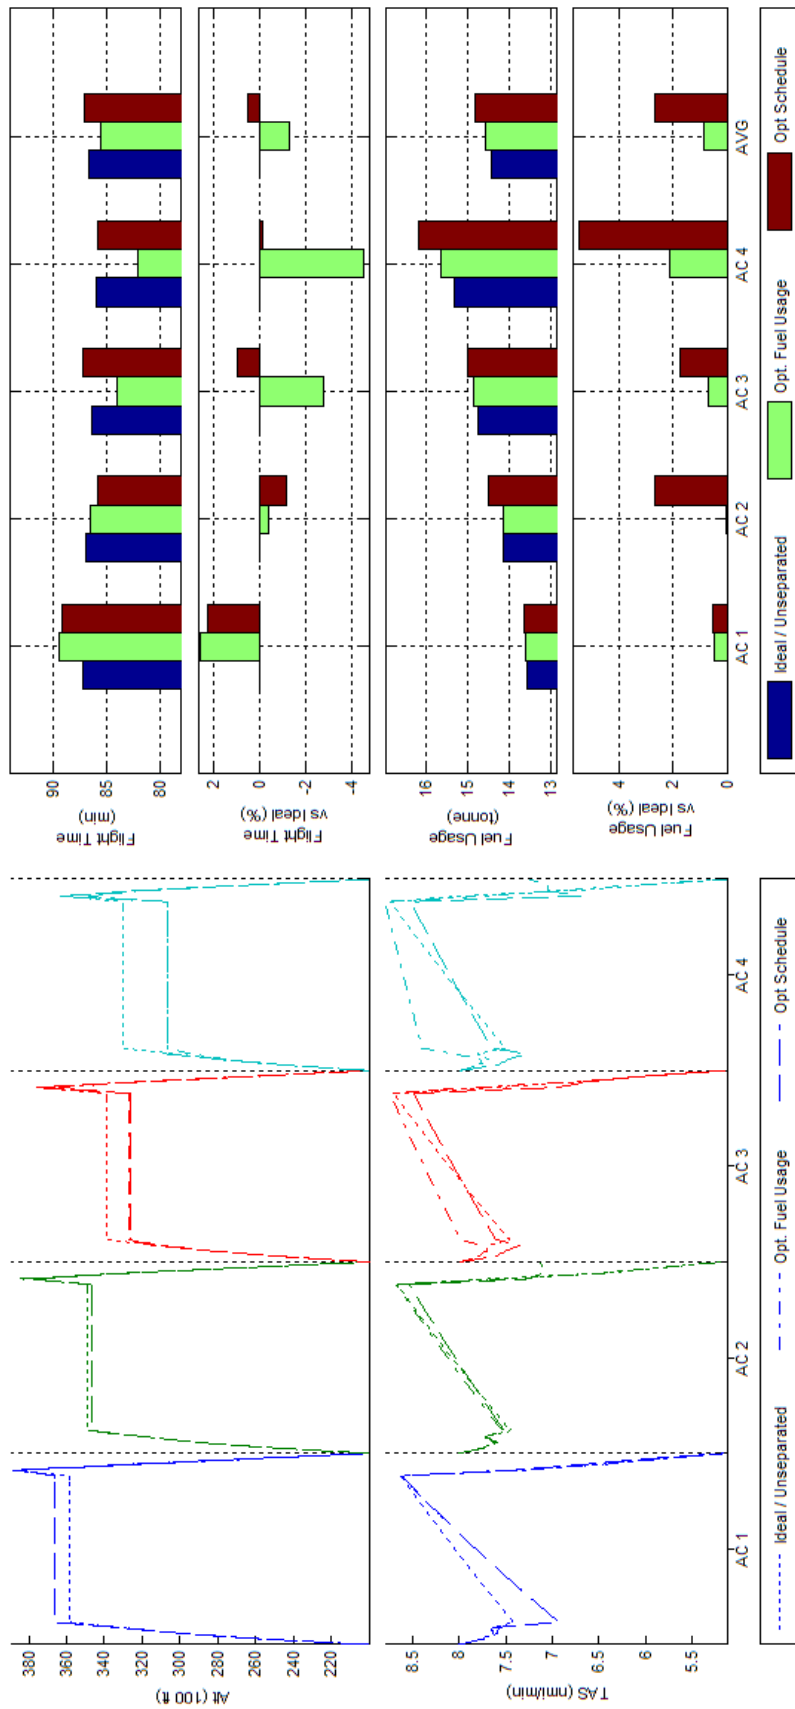 380
360
340
320
300
280
260
240
220
Alt (100 ft)
8.5
8
7.5
7
6.5
6
5.5
TAS (nmi/min)
AC 1
AC 2
AC 3
AC 4
Ideal / Unseparated
Opt. Fuel Usage
Opt Schedule
90
85
80
Flight Time
(min)
2
0
-2
-4
Flight Time
vs Ideal (%)
16
15
14
13
Fuel Usage
(tonne)
4
2
0
Fuel Usage
vs Ideal (%)
AC 1
AC 2
AC 3
AC 4
AVG
Ideal / Unseparated
Opt. Fuel Usage
Opt Schedule